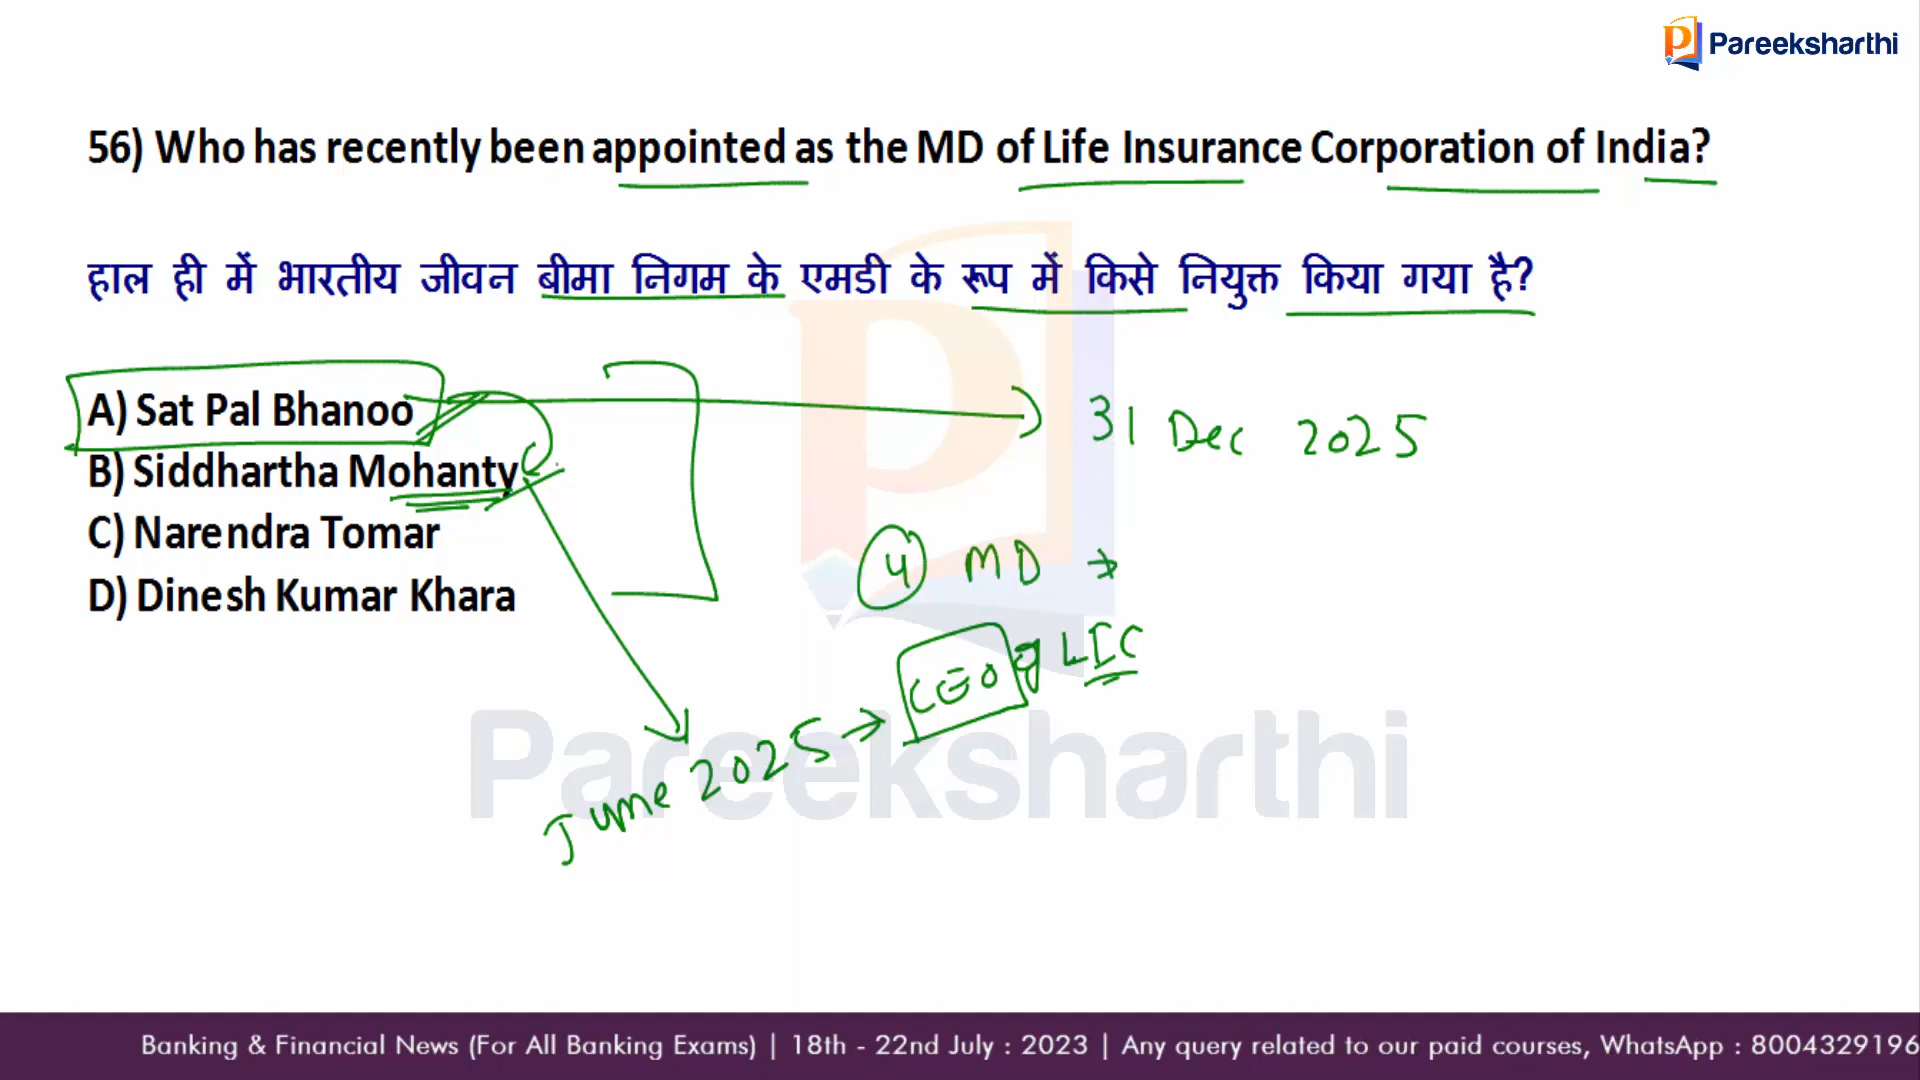 Pareeksharthi
56) Who has recently been appointed as the MD of Life Insurance Corporation of India?
हाल ही में भारतीय जीवन बीमा निगम के एमडी के रूप में किसे नियुक्त किया गया है?
A) Sat Pal Bhanoo
31 Dec 2025
B) Siddhartha Mohanty
C) Narendra Tomar
4 MD
D) Dinesh Kumar Khara
CEO of LIC
June 2025
Pareeksharthi
Banking & Financial News (For All Banking Exams) | 18th - 22nd July : 2023 | Any query related to our paid courses, WhatsApp : 8004329196